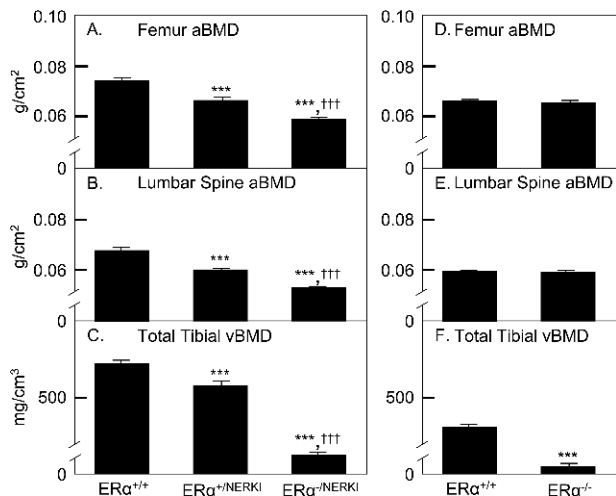 A. Femur aBMD
g/cm²
0.10
0.08
0.06
0
***
***, †††
B. Lumbar Spine aBMD
g/cm²
0.08
0.06
0
***
***, †††
C. Total Tibial vBMD
mg/cm³
500
0
***
***, †††
ERα+/+ ERα+/NERKI ERα-/NERKI
D. Femur aBMD
0.10
0.08
0.06
0
E. Lumbar Spine aBMD
0.08
0.06
0
F. Total Tibial vBMD
500
0
***
ERα+/+ ERα-/-